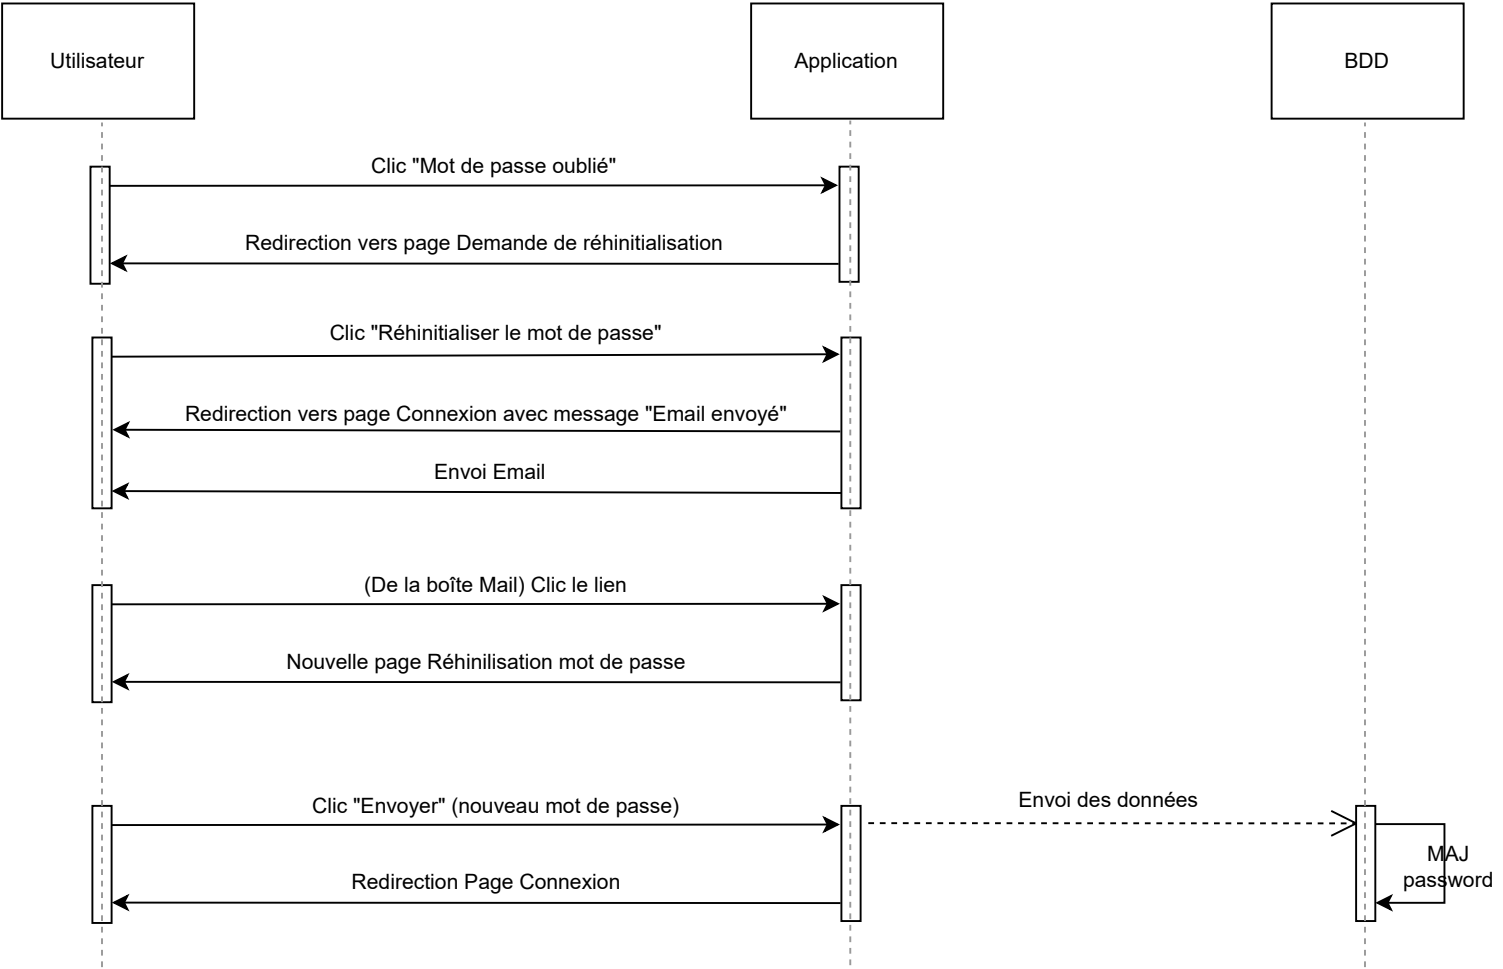 Utilisateur
Application
BDD
Clic "Mot de passe oublié"
Redirection vers page Demande de réhinitialisation
Clic "Réhinitialiser le mot de passe"
Redirection vers page Connexion avec message "Email envoyé"
Envoi Email
(De la boîte Mail) Clic le lien
Nouvelle page Réhinilisation mot de passe
Clic "Envoyer" (nouveau mot de passe)
Envoi des données
MAJ
password
Redirection Page Connexion